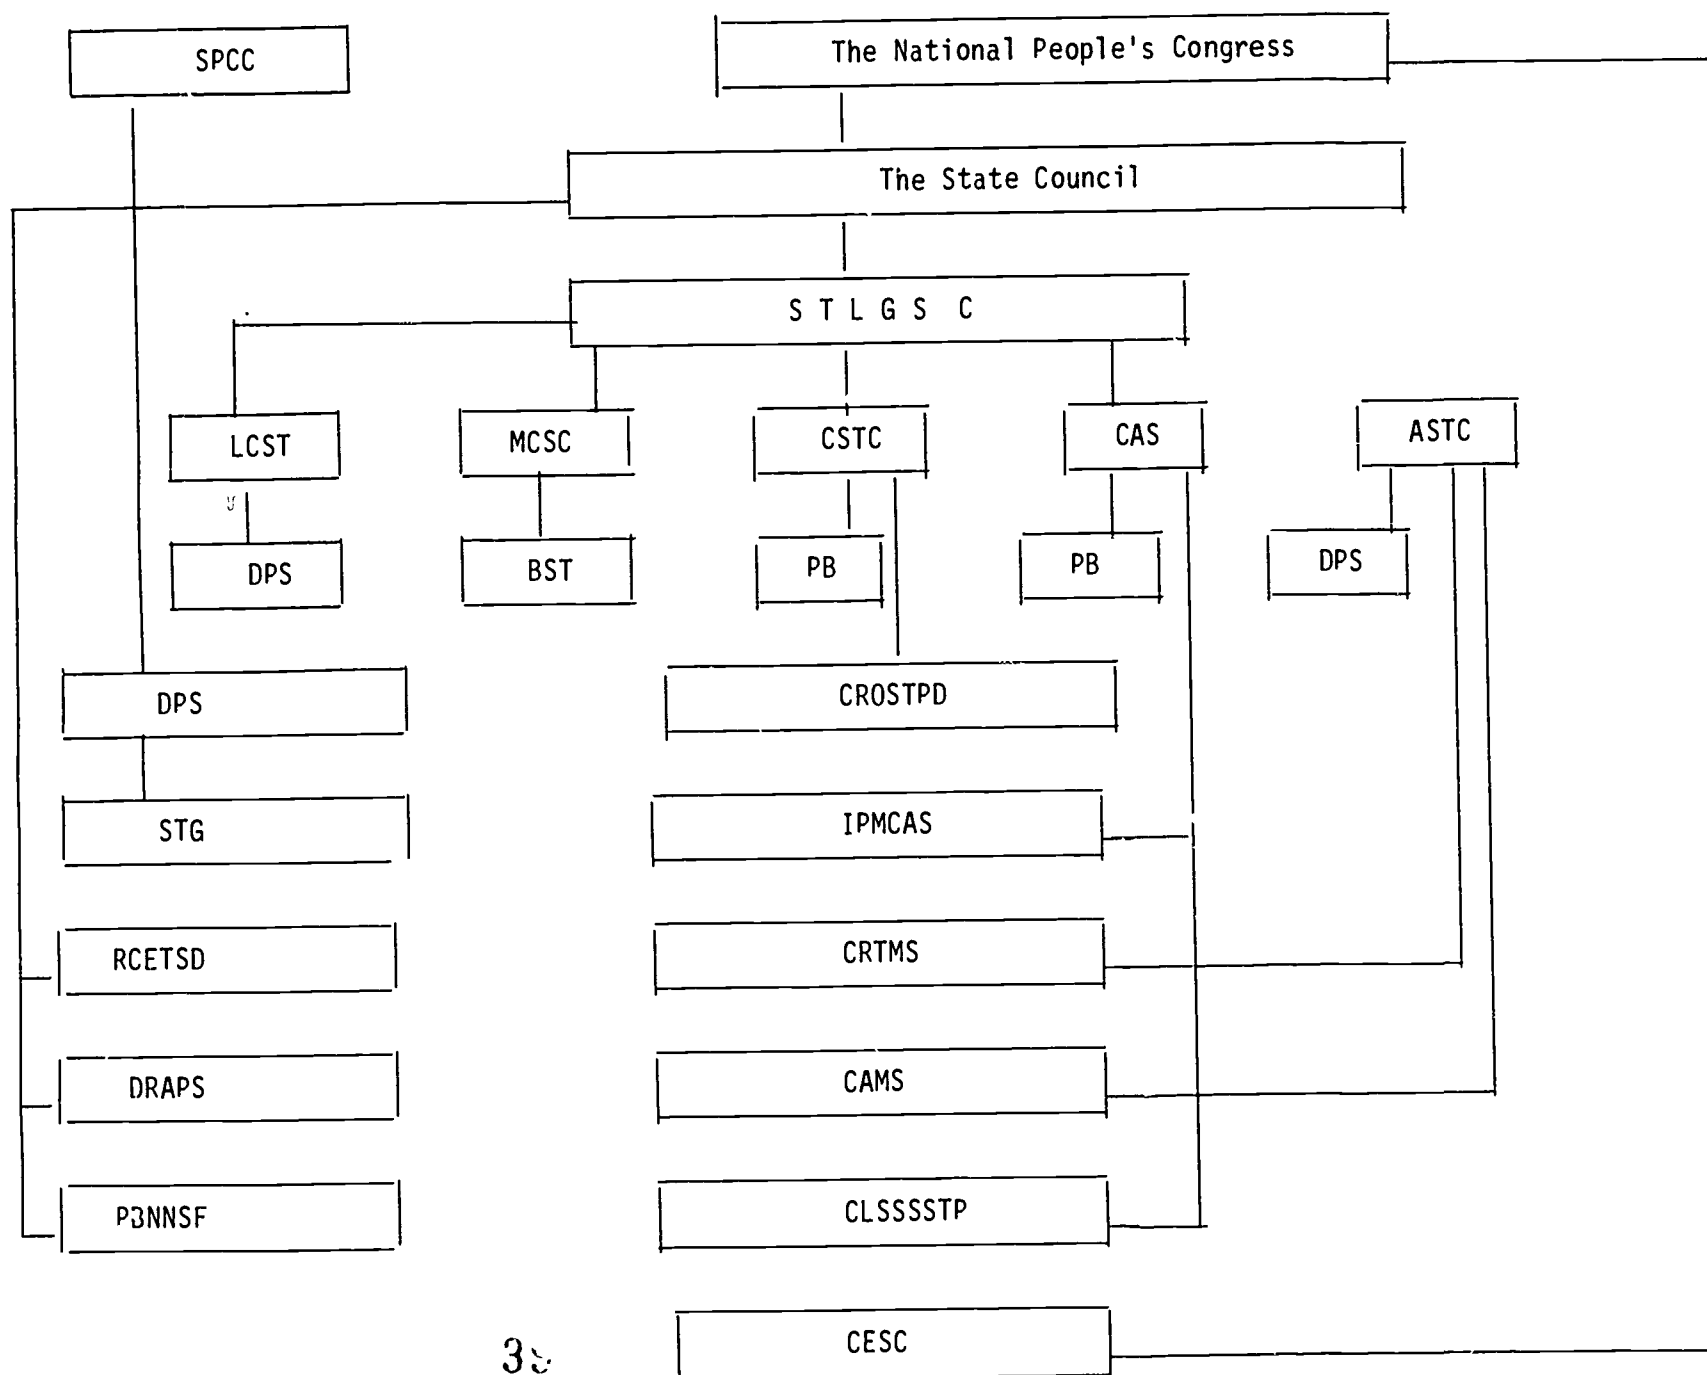 SPCC
The National People's Congress
The State Council
S T L G S C
LCST
MCSC
CSTC
CAS
ASTC
DPS
BST
PB
PB
DPS
DPS
CROSTPD
STG
IPMCAS
RCETSD
CRTMS
DRAPS
CAMS
PBNNSF
CLSSSSTP
CESC